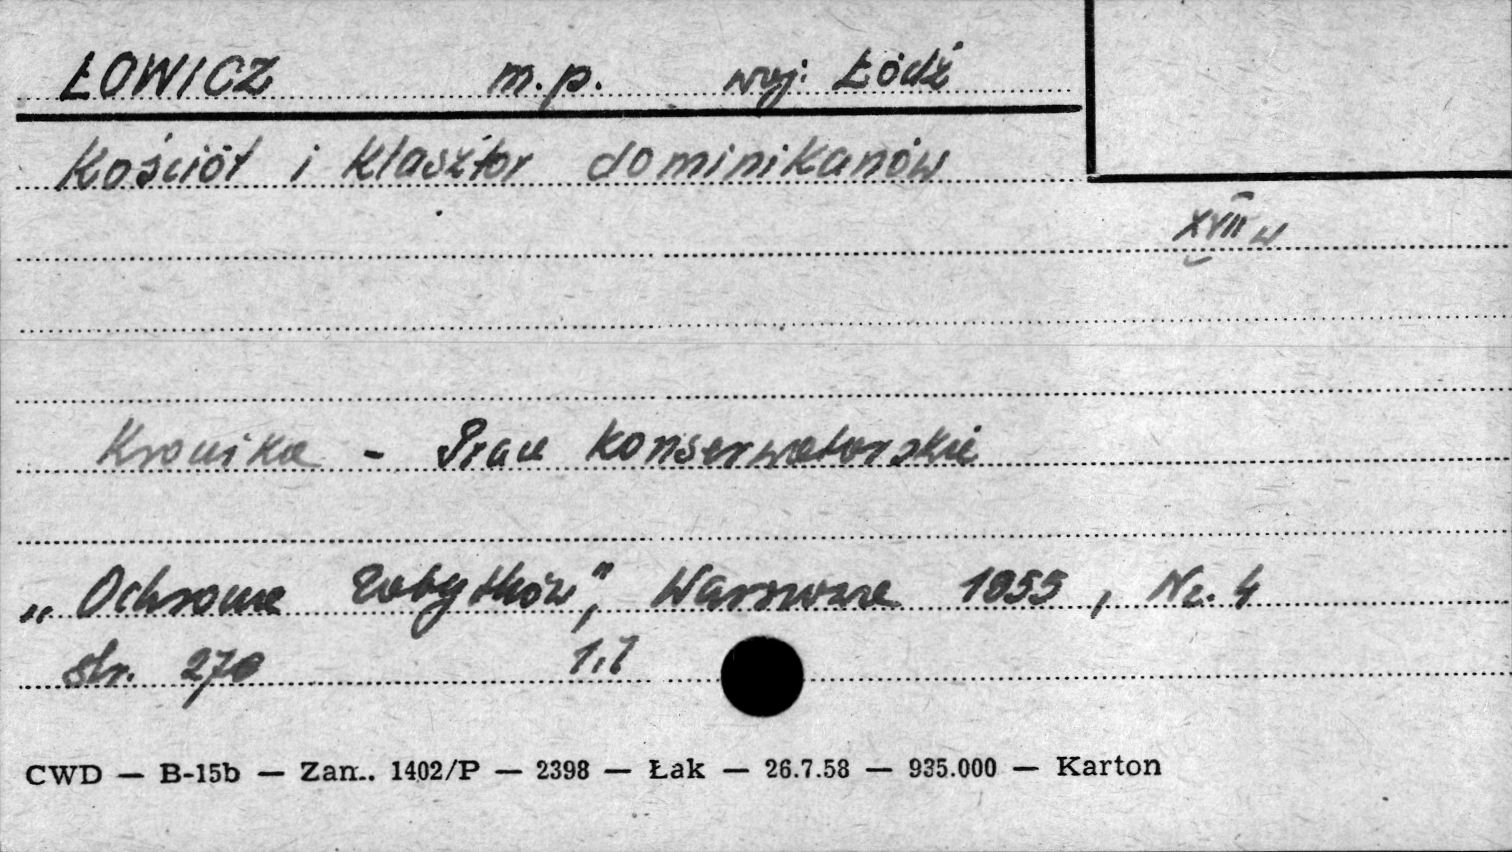 ŁOWICZ m.p. woj: Łódź
Kościół i Klasztor dominikanów
XVII w
Kronika - Prace konserwatorskie
„Ochrona Zabytków”, Warszawa 1955, Nr. 4
str. 270 1.7
CWD — B-15b — Zam. 1402/P — 2398 — Łak — 26.7.58 — 935.000 — Karton